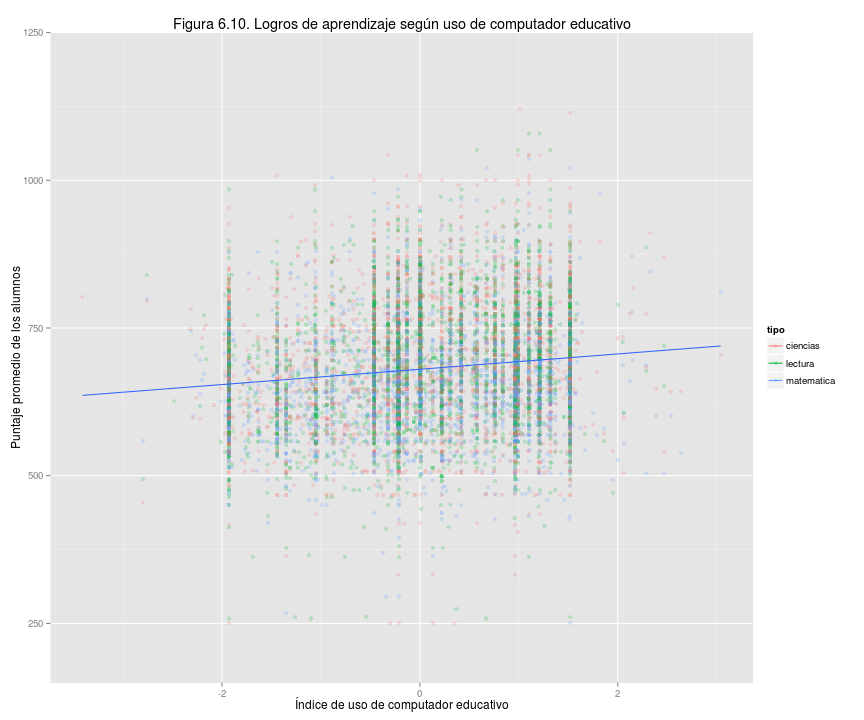 Figura 6.10. Logros de aprendizaje según uso de computador educativo
1250
1000
750
500
250
Puntaje promedio de los alumnos
-2
0
2
Índice de uso de computador educativo
tipo
ciencias
lectura
matematica